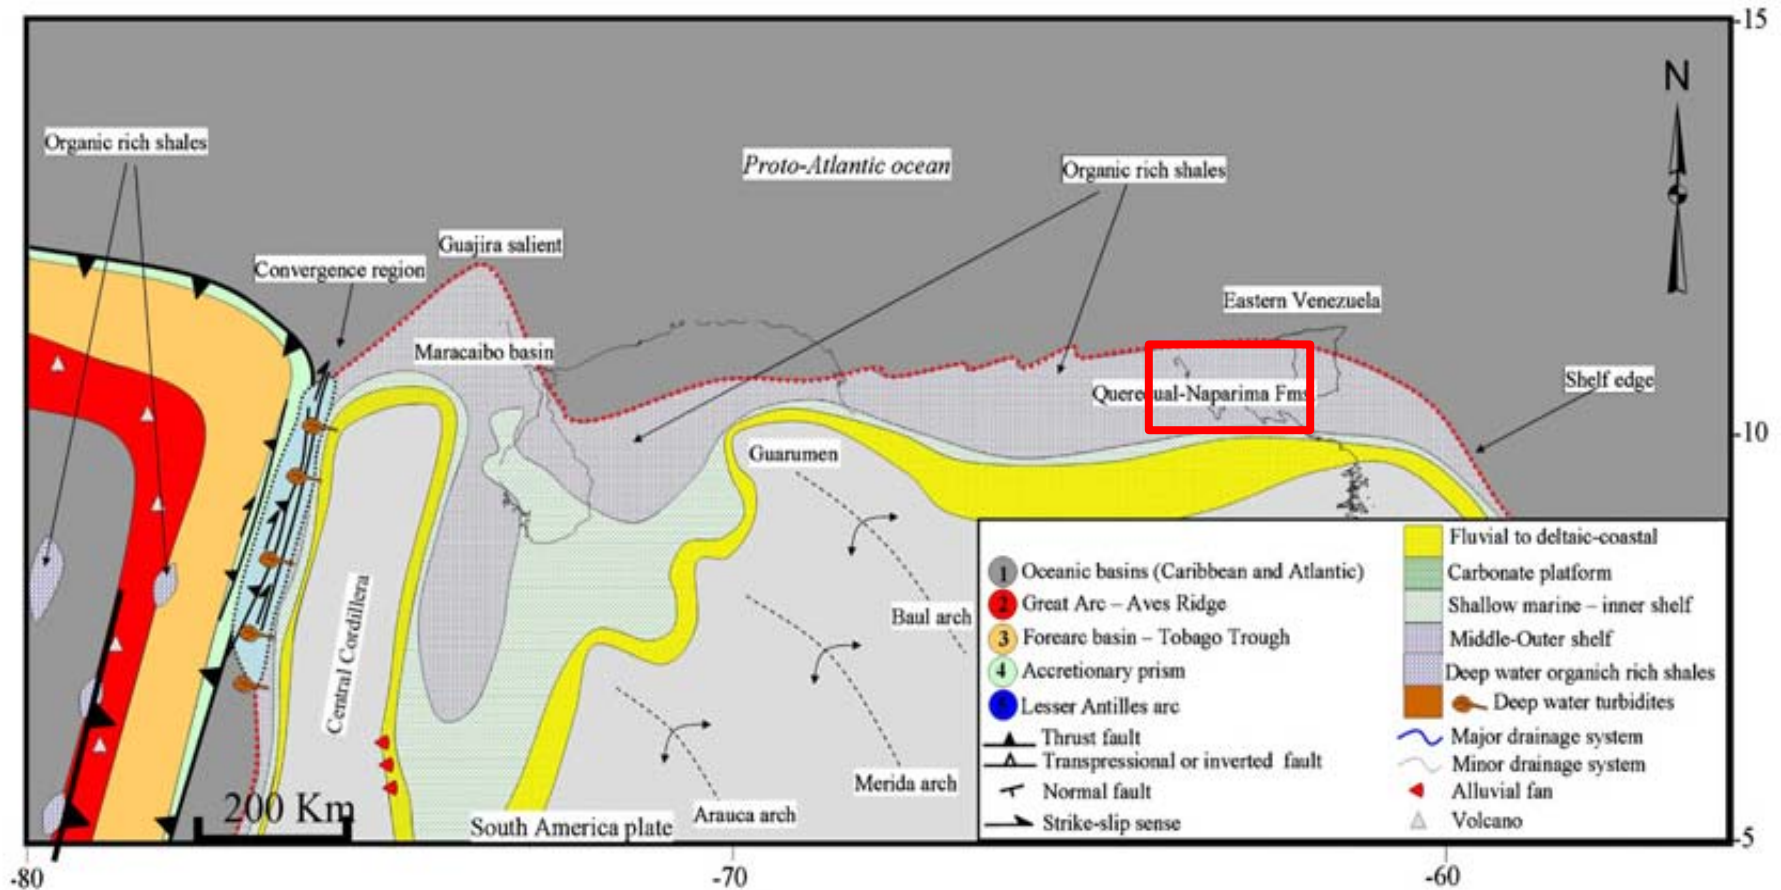 15
N
Organic rich shales
Proto-Atlantic ocean
Organic rich shales
Guajira salient
Convergence region
Eastern Venezuela
Maracaibo basin
Shelf edge
Querequal-Naparima Fms
10
Guarumen
Central Cordillera
Baul arch
Merida arch
Arauca arch
200 Km
South America plate
1 Oceanic basins (Caribbean and Atlantic)
2 Great Arc – Aves Ridge
3 Forearc basin – Tobago Trough
4 Accretionary prism
Lesser Antilles arc
Thrust fault
Transpressional or inverted fault
Normal fault
Strike-slip sense
Fluvial to deltaic-coastal
Carbonate platform
Shallow marine – inner shelf
Middle-Outer shelf
Deep water organich rich shales
Deep water turbidites
Major drainage system
Minor drainage system
Alluvial fan
Volcano
5
-80
-70
-60